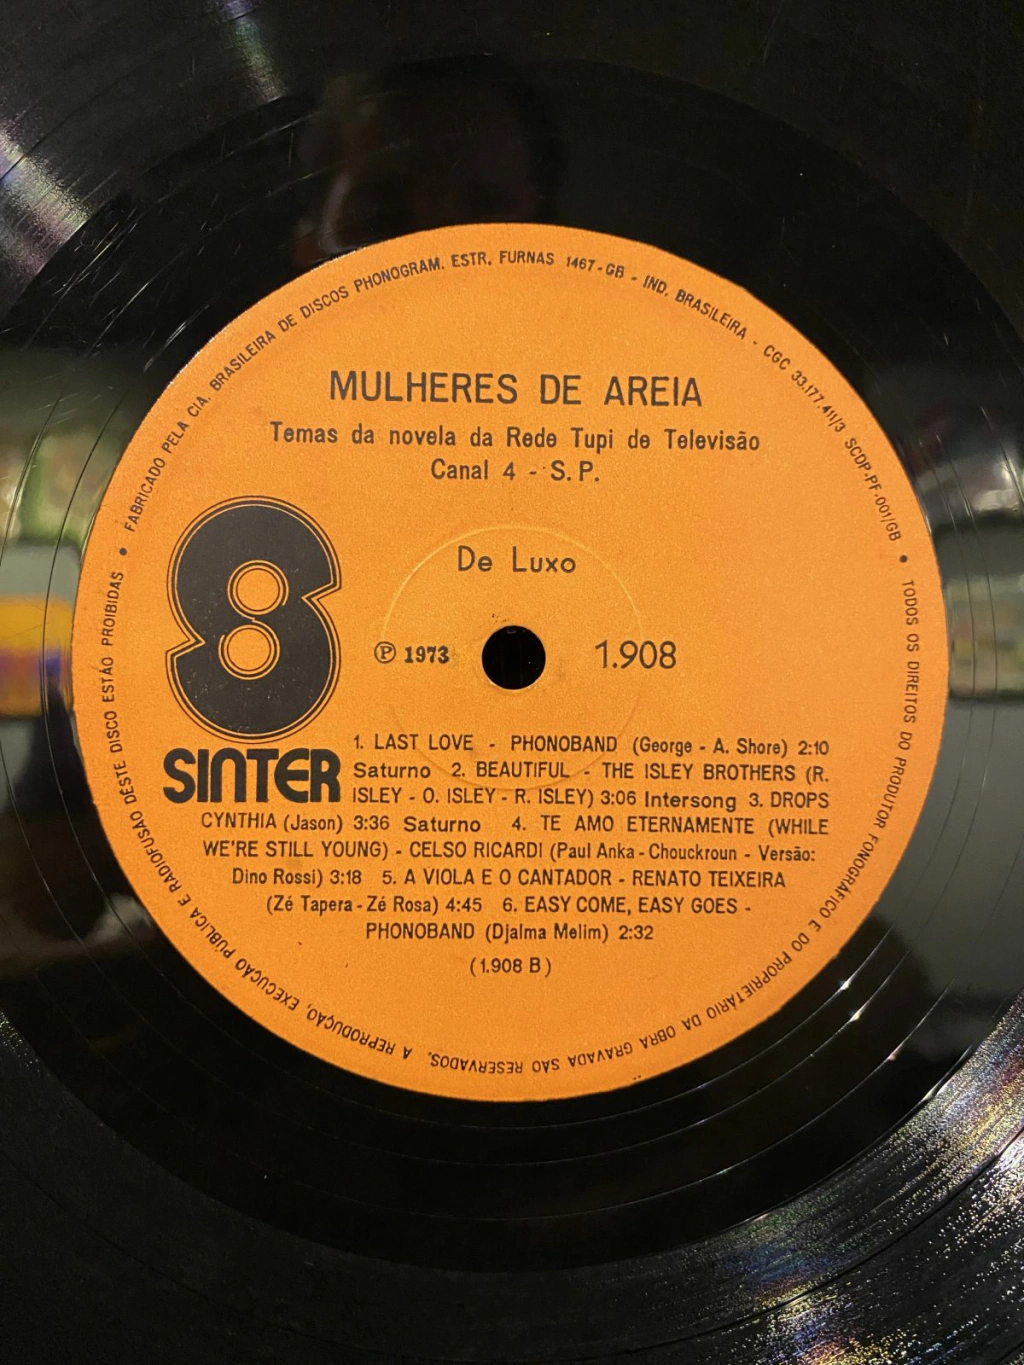 FABRICADO PELA CIA. BRASILEIRA DE DISCOS PHONOGRAM. ESTR. FURNAS 1467-GB - IND. BRASILEIRA - CGC 33.177.411/3 SCDP-PF-001/GB •
TODOS OS DIREITOS DO PRODUTOR FONOGRÁFICO E DO PROPRIETÁRIO DA OBRA GRAVADA SÃO RESERVADOS. A REPRODUÇÃO, EXECUÇÃO PÚBLICA E RADIOFUSÃO DESTE DISCO ESTÃO PROIBIDAS •
MULHERES DE AREIA
Temas da novela da Rede Tupi de Televisão
Canal 4 - S.P.
De Luxo
8
SINTER
℗ 1973
1.908
1. LAST LOVE - PHONOBAND (George - A. Shore) 2:10
Saturno 2. BEAUTIFUL - THE ISLEY BROTHERS (R.
ISLEY - O. ISLEY - R. ISLEY) 3:06 Intersong 3. DROPS
CYNTHIA (Jason) 3:36 Saturno 4. TE AMO ETERNAMENTE (WHILE
WE'RE STILL YOUNG) - CELSO RICARDI (Paul Anka - Chouckroun - Versão:
Dino Rossi) 3:18 5. A VIOLA E O CANTADOR - RENATO TEIXEIRA
(Zé Tapera - Zé Rosa) 4:45 6. EASY COME, EASY GOES -
PHONOBAND (Djalma Melim) 2:32
(1.908 B)